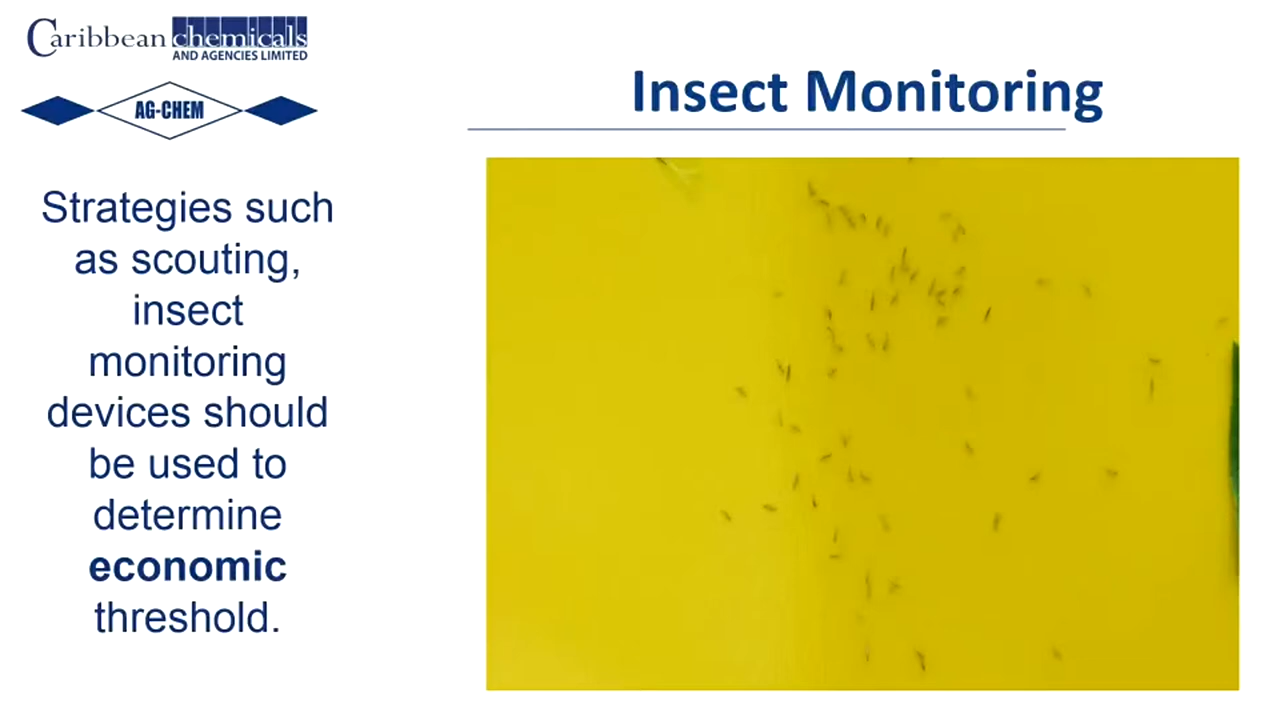 Caribbean chemicals
AND AGENCIES LIMITED
AG-CHEM
Insect Monitoring
Strategies such
as scouting,
insect
monitoring
devices should
be used to
determine
economic
threshold.